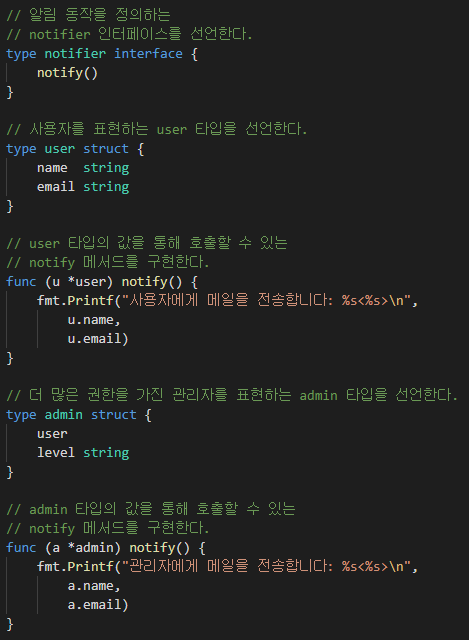 // 알림 동작을 정의하는
// notifier 인터페이스를 선언한다.
type notifier interface {
    notify()
}

// 사용자를 표현하는 user 타입을 선언한다.
type user struct {
    name  string
    email string
}

// user 타입의 값을 통해 호출할 수 있는
// notify 메서드를 구현한다.
func (u *user) notify() {
    fmt.Printf("사용자에게 메일을 전송합니다: %s<%s>\n",
        u.name,
        u.email)
}

// 더 많은 권한을 가진 관리자를 표현하는 admin 타입을 선언한다.
type admin struct {
    user
    level string
}

// admin 타입의 값을 통해 호출할 수 있는
// notify 메서드를 구현한다.
func (a *admin) notify() {
    fmt.Printf("관리자에게 메일을 전송합니다: %s<%s>\n",
        a.name,
        a.email)
}